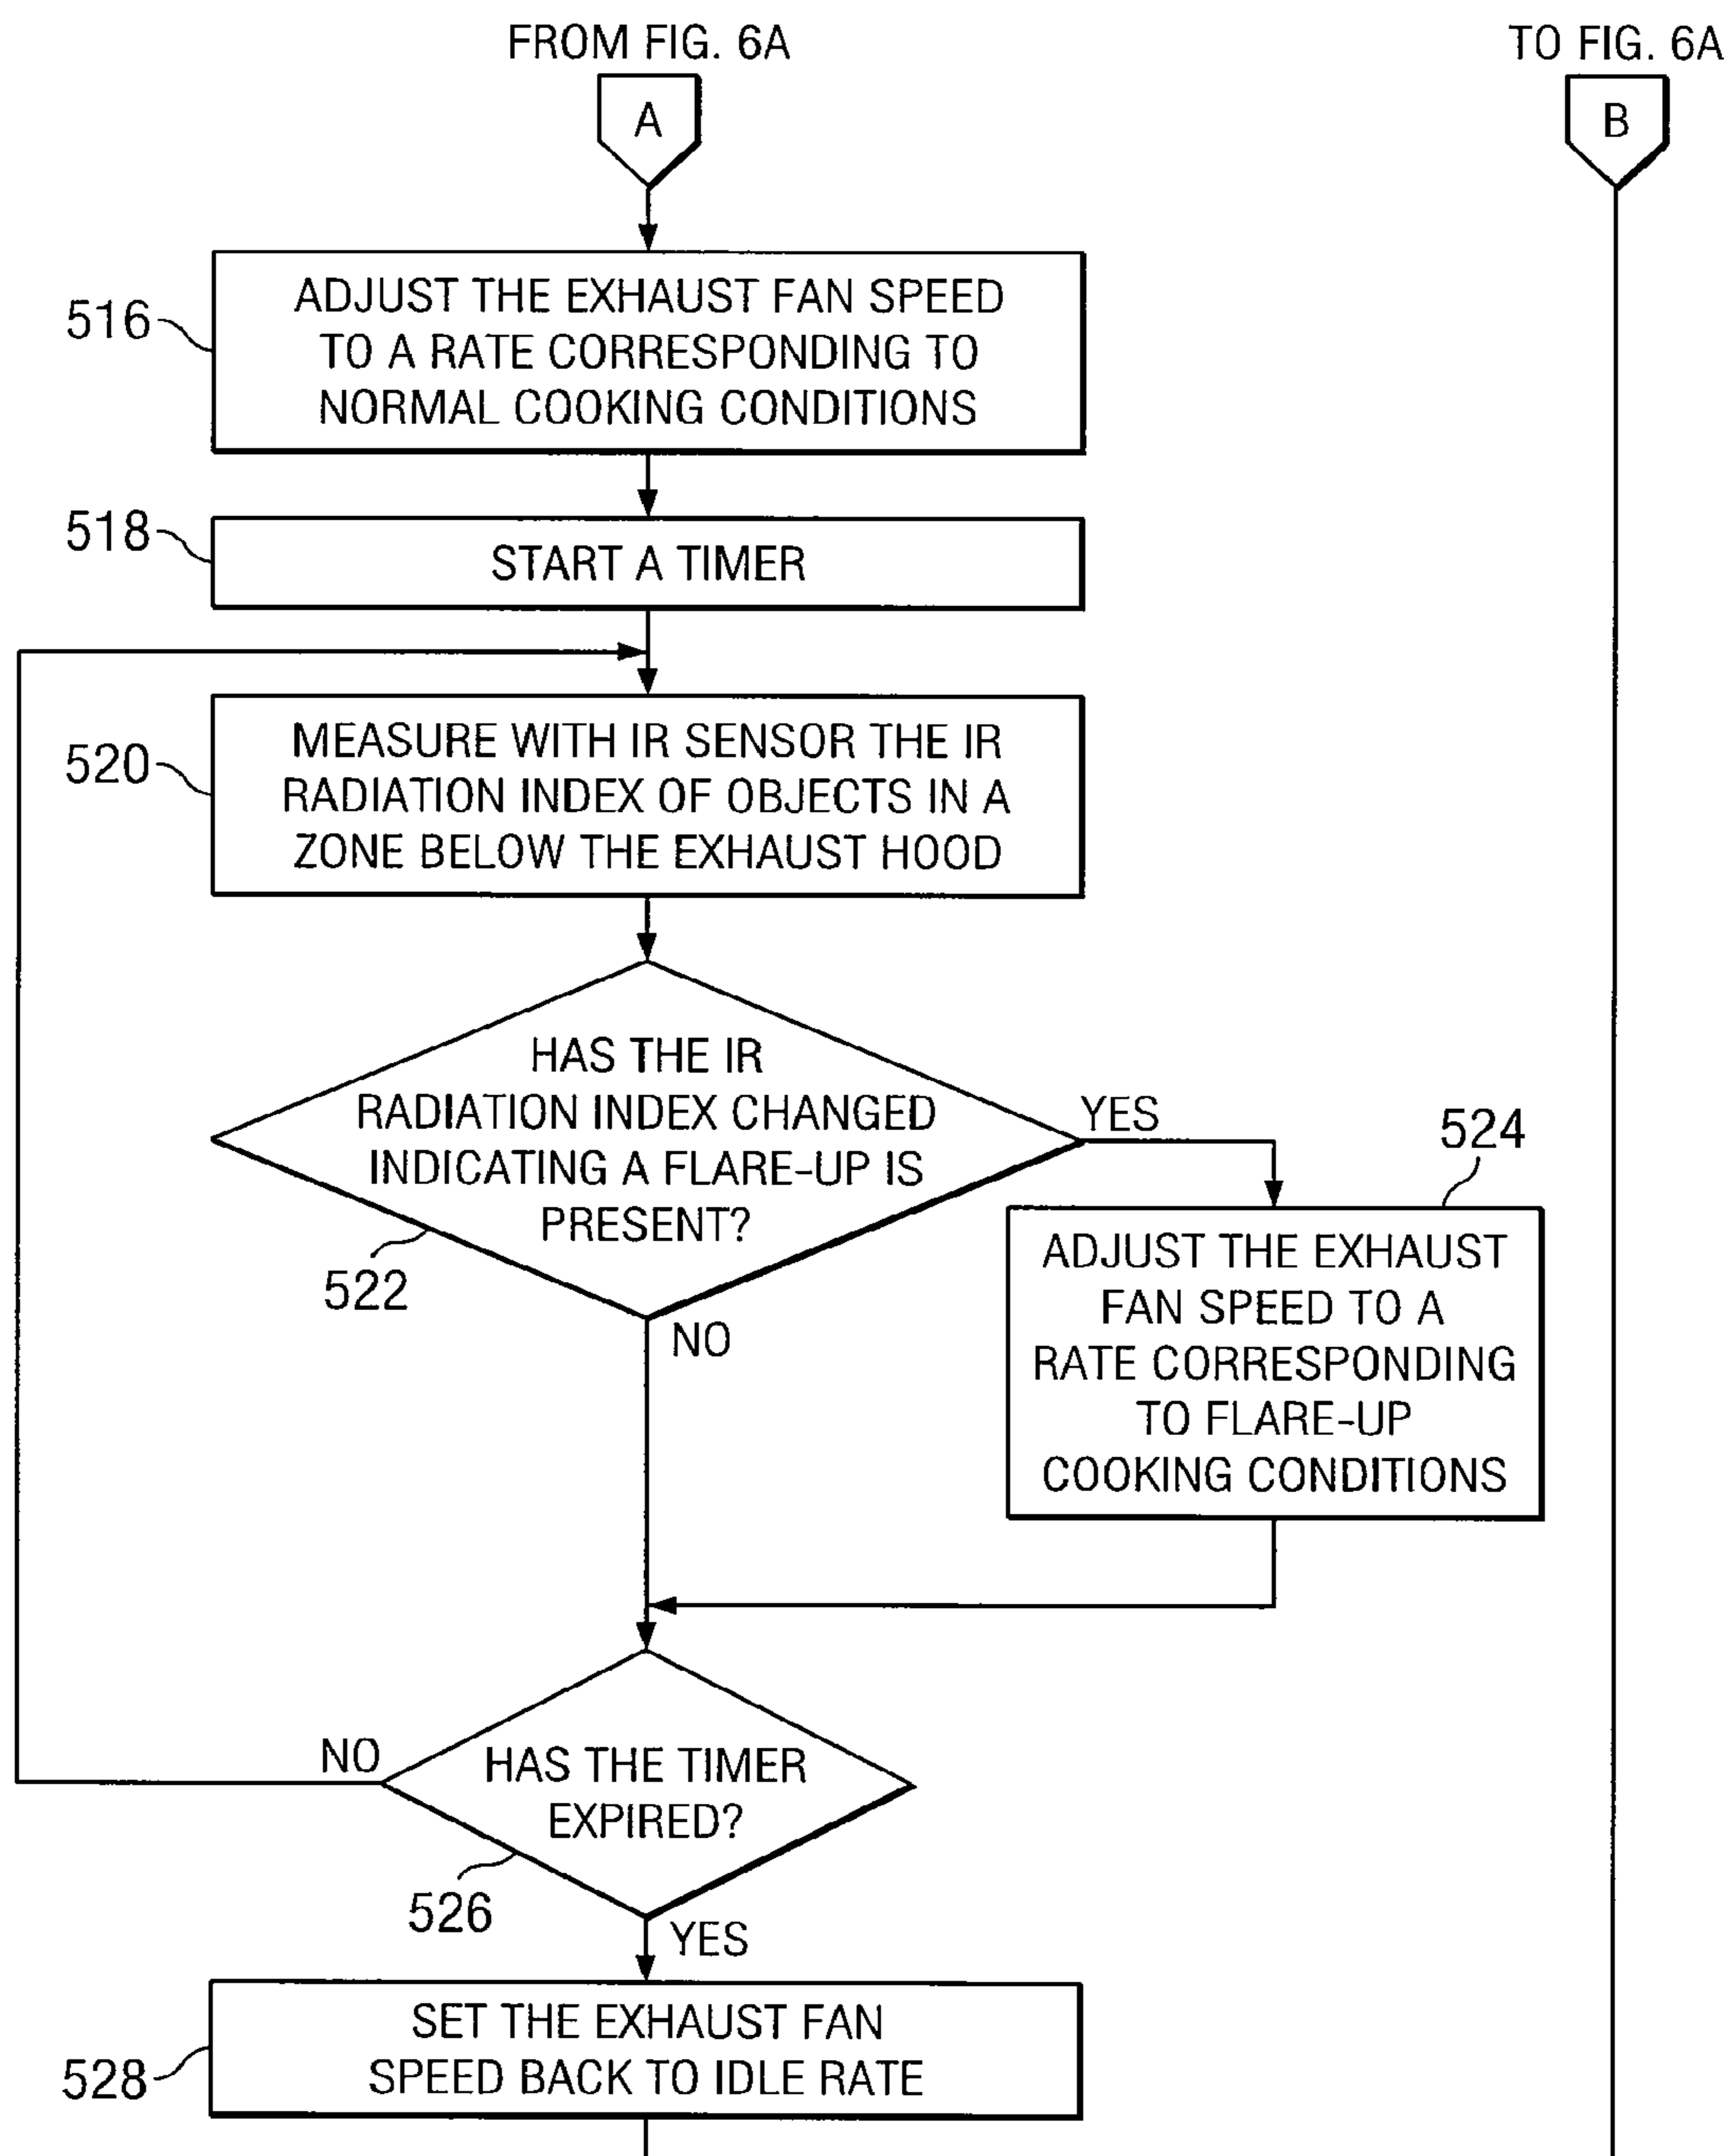 FROM FIG. 6A
A
TO FIG. 6A
B
516
ADJUST THE EXHAUST FAN SPEED
TO A RATE CORRESPONDING TO
NORMAL COOKING CONDITIONS
518
START A TIMER
520
MEASURE WITH IR SENSOR THE IR
RADIATION INDEX OF OBJECTS IN A
ZONE BELOW THE EXHAUST HOOD
HAS THE IR
RADIATION INDEX CHANGED
INDICATING A FLARE-UP IS
PRESENT?
522
YES
NO
524
ADJUST THE EXHAUST
FAN SPEED TO A
RATE CORRESPONDING
TO FLARE-UP
COOKING CONDITIONS
NO
HAS THE TIMER
EXPIRED?
526
YES
528
SET THE EXHAUST FAN
SPEED BACK TO IDLE RATE